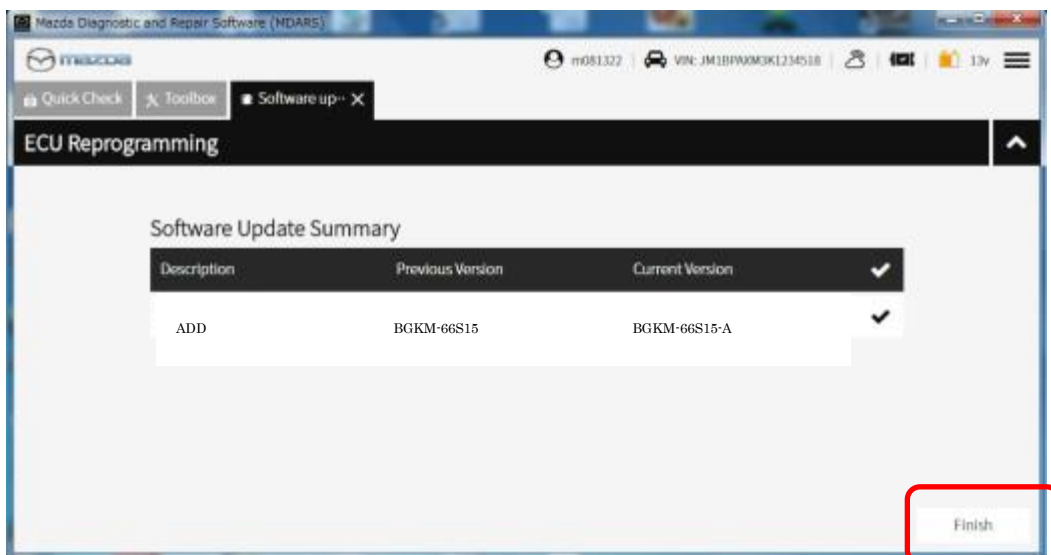 Mazda Diagnostic and Repair Software (MDARS)
mazda m081322 VIN: JM1BPAXM3K1234518 13v
Quick Check Toolbox Software up·· X
ECU Reprogramming
Software Update Summary
Description Previous Version Current Version
ADD BGKM-66S15 BGKM-66S15-A
Finish